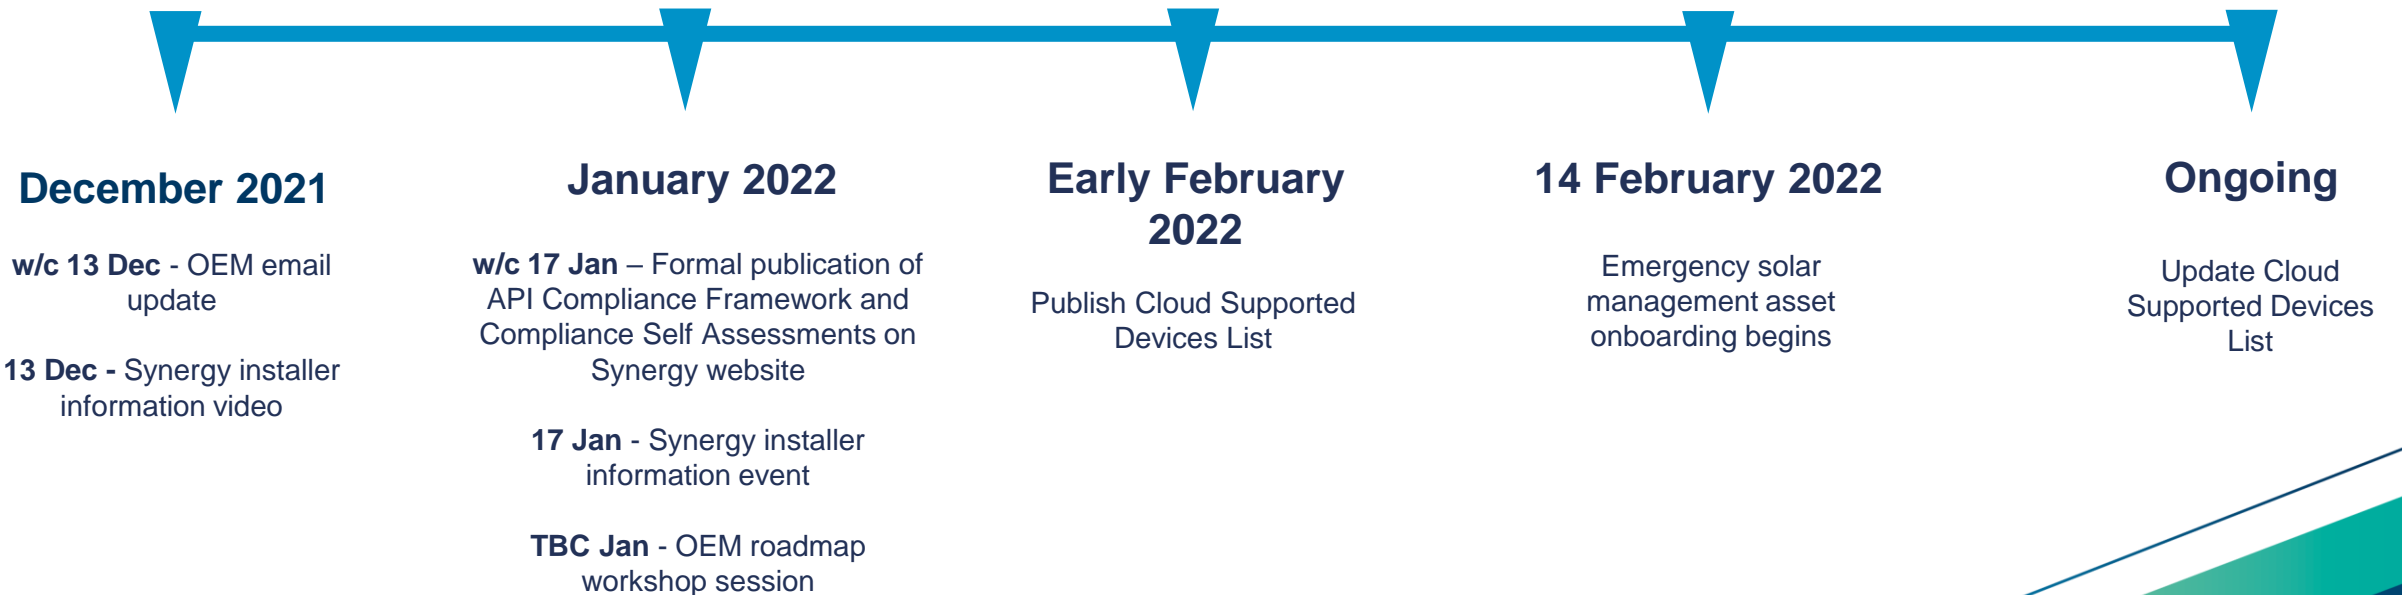 December 2021
w/c 13 Dec - OEM email
update
13 Dec - Synergy installer
information video
January 2022
w/c 17 Jan – Formal publication of
API Compliance Framework and
Compliance Self Assessments on
Synergy website
17 Jan - Synergy installer
information event
TBC Jan - OEM roadmap
workshop session
Early February
2022
Publish Cloud Supported
Devices List
14 February 2022
Emergency solar
management asset
onboarding begins
Ongoing
Update Cloud
Supported Devices
List